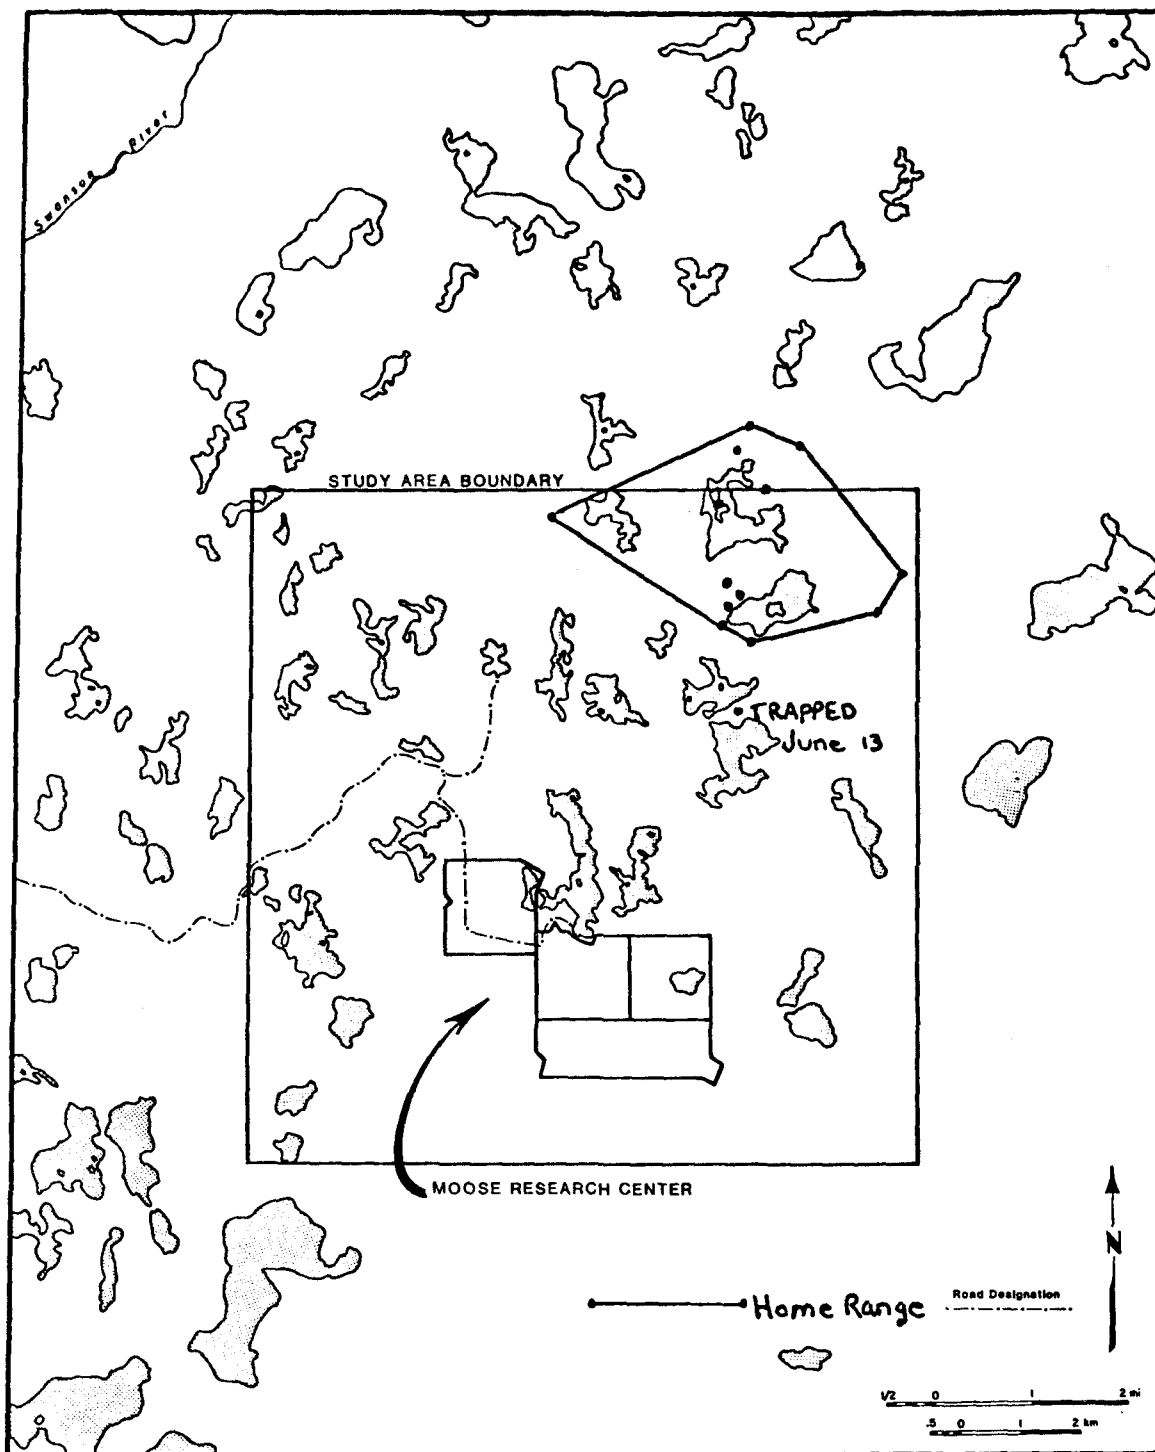 Swanson River
STUDY AREA BOUNDARY
TRAPPED
June 13
MOOSE RESEARCH CENTER
N
Home Range
Road Designation
1/2 0 1 2 mi
.5 0 1 2 km